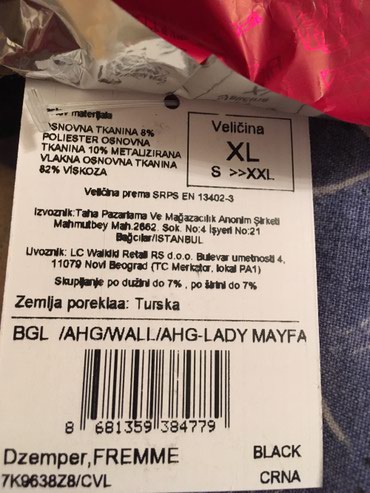 materijala
OSNOVNA TKANINA 8%
POLIESTER OSNOVNA
TKANINA 10% METALIZIRANA
VLAKNA OSNOVNA TKANINA
82% VISKOZA
Veličina
XL
S >>XXL
Veličina prema SRPS EN 13402-3
Izvoznik:Taha Pazarlama Ve Mağazacılık Anonim Şirketi
Mahmutbey Mah.2662. Sok. No:4 İşyeri No:21
Bağcılar/ISTANBUL
Uvoznik: LC Waikiki Retail RS d.o.o. Bulevar umetnosti 4,
11079 Novi Beograd (TC Merkator, lokal PA1)
Skupljanje po dužini do 7% , po širini do 7%
Zemlja porekla: Turska
BGL /AHG/WALL/AHG-LADY MAYFA
8 681359 384779
Dzemper,FREMME BLACK
7K9638Z8/CVL CRNA